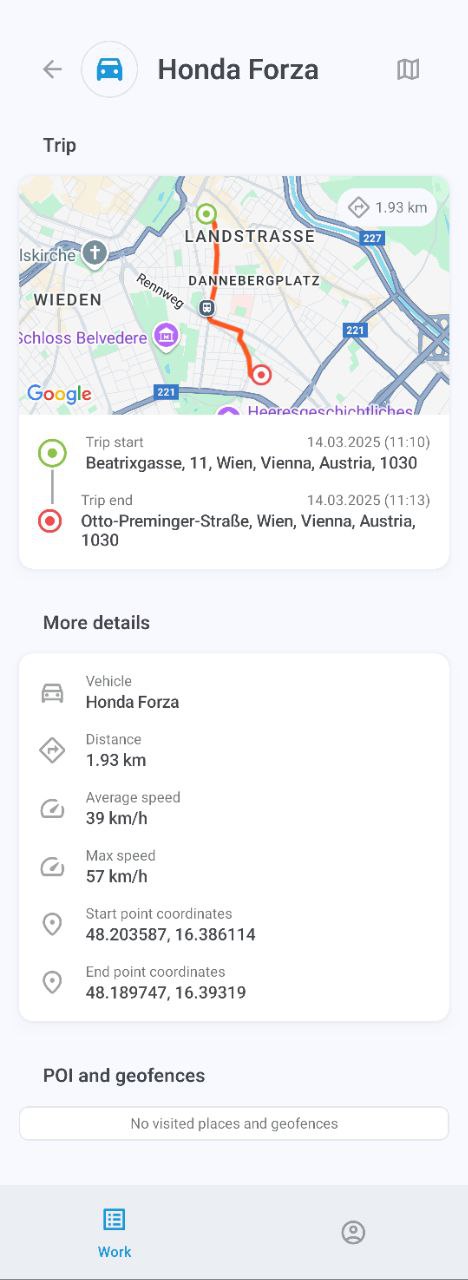 Honda Forza
Trip
1.93 km
LANDSTRASSE
227
lskirche
DANNEBERGPLATZ
Rennweg
WIEDEN
221
Schloss Belvedere
Google
221
Heeresgeschichtliches
Trip start 14.03.2025 (11:10)
Beatrixgasse, 11, Wien, Vienna, Austria, 1030
Trip end 14.03.2025 (11:13)
Otto-Preminger-Straße, Wien, Vienna, Austria,
1030
More details
Vehicle
Honda Forza
Distance
1.93 km
Average speed
39 km/h
Max speed
57 km/h
Start point coordinates
48.203587, 16.386114
End point coordinates
48.189747, 16.39319
POI and geofences
No visited places and geofences
Work